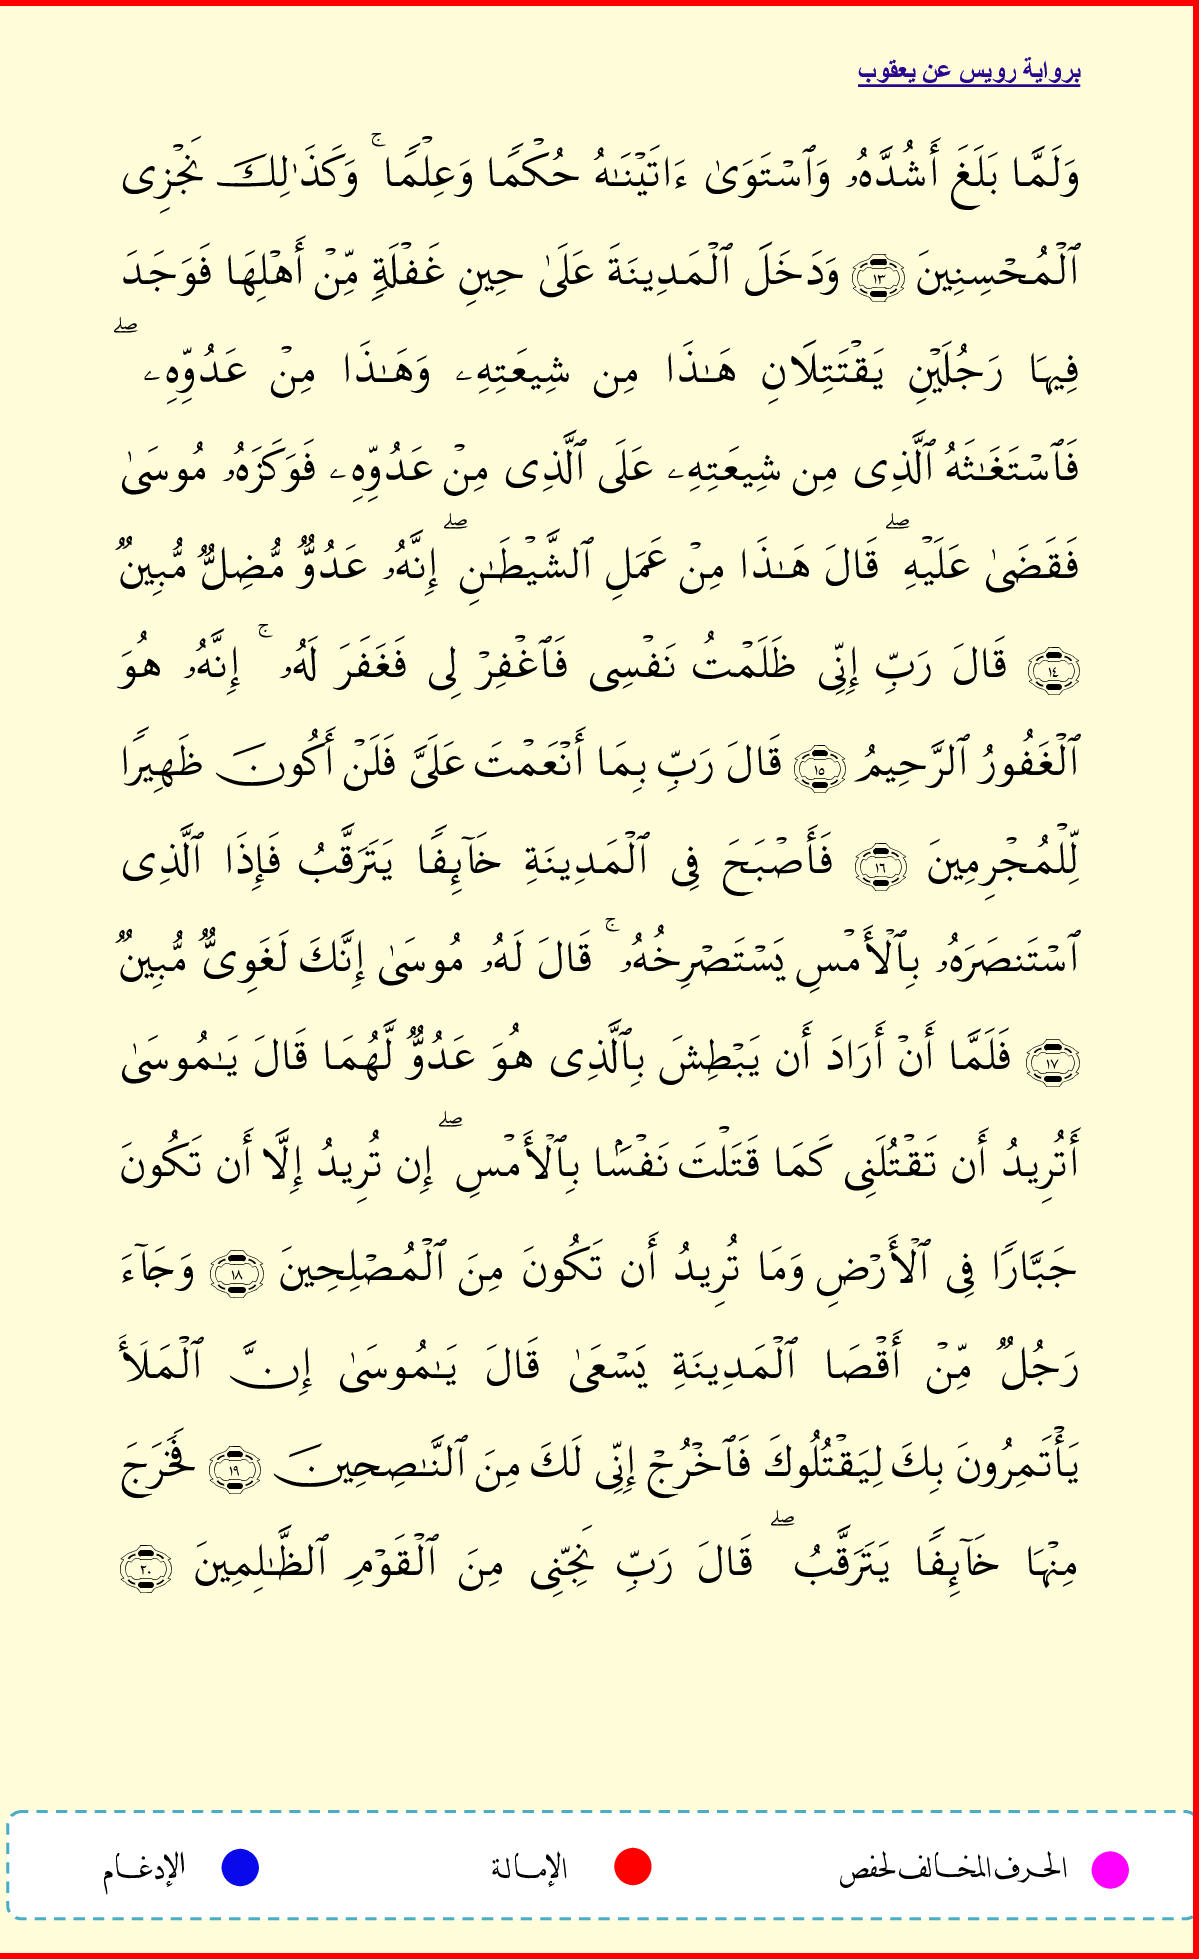 برواية رويس عن يعقوب
وَلَمَّا بَلَغَ أَشُدَّهُۥ وَٱسْتَوَىٰ ءَاتَيْنَـٰهُ حُكْمًا وَعِلْمًا ۚ وَكَذَٰلِكَ نَجْزِى
ٱلْمُحْسِنِينَ ١٣ وَدَخَلَ ٱلْمَدِينَةَ عَلَىٰ حِينِ غَفْلَةٍ مِّنْ أَهْلِهَا فَوَجَدَ
فِيهَا رَجُلَيْنِ يَقْتَتِلَانِ هَـٰذَا مِن شِيعَتِهِۦ وَهَـٰذَا مِنْ عَدُوِّهِۦ ۖ
فَٱسْتَغَـٰثَهُ ٱلَّذِى مِن شِيعَتِهِۦ عَلَى ٱلَّذِى مِنْ عَدُوِّهِۦ فَوَكَزَهُۥ مُوسَىٰ
فَقَضَىٰ عَلَيْهِ ۖ قَالَ هَـٰذَا مِنْ عَمَلِ ٱلشَّيْطَـٰنِ ۖ إِنَّهُۥ عَدُوٌّ مُّضِلٌّ مُّبِينٌ
١٤ قَالَ رَبِّ إِنِّى ظَلَمْتُ نَفْسِى فَٱغْفِرْ لِى فَغَفَرَ لَهُۥ ۚ إِنَّهُۥ هُوَ
ٱلْغَفُورُ ٱلرَّحِيمُ ١٥ قَالَ رَبِّ بِمَا أَنْعَمْتَ عَلَىَّ فَلَنْ أَكُونَ ظَهِيرًا
لِّلْمُجْرِمِينَ ١٦ فَأَصْبَحَ فِى ٱلْمَدِينَةِ خَآئِفًا يَتَرَقَّبُ فَإِذَا ٱلَّذِى
ٱسْتَنصَرَهُۥ بِٱلْأَمْسِ يَسْتَصْرِخُهُۥ ۚ قَالَ لَهُۥ مُوسَىٰ إِنَّكَ لَغَوِىٌّ مُّبِينٌ
١٧ فَلَمَّا أَنْ أَرَادَ أَن يَبْطِشَ بِٱلَّذِى هُوَ عَدُوٌّ لَّهُمَا قَالَ يَـٰمُوسَىٰ
أَتُرِيدُ أَن تَقْتُلَنِى كَمَا قَتَلْتَ نَفْسًۢا بِٱلْأَمْسِ ۖ إِن تُرِيدُ إِلَّا أَن تَكُونَ
جَبَّارًا فِى ٱلْأَرْضِ وَمَا تُرِيدُ أَن تَكُونَ مِنَ ٱلْمُصْلِحِينَ ١٨ وَجَآءَ
رَجُلٌ مِّنْ أَقْصَا ٱلْمَدِينَةِ يَسْعَىٰ قَالَ يَـٰمُوسَىٰ إِنَّ ٱلْمَلَأَ
يَأْتَمِرُونَ بِكَ لِيَقْتُلُوكَ فَٱخْرُجْ إِنِّى لَكَ مِنَ ٱلنَّـٰصِحِينَ ١٩ فَخَرَجَ
مِنْهَا خَآئِفًا يَتَرَقَّبُ ۖ قَالَ رَبِّ نَجِّنِى مِنَ ٱلْقَوْمِ ٱلظَّـٰلِمِينَ ٢٠
الحرف المخالف لحفص الإمالة الإدغام